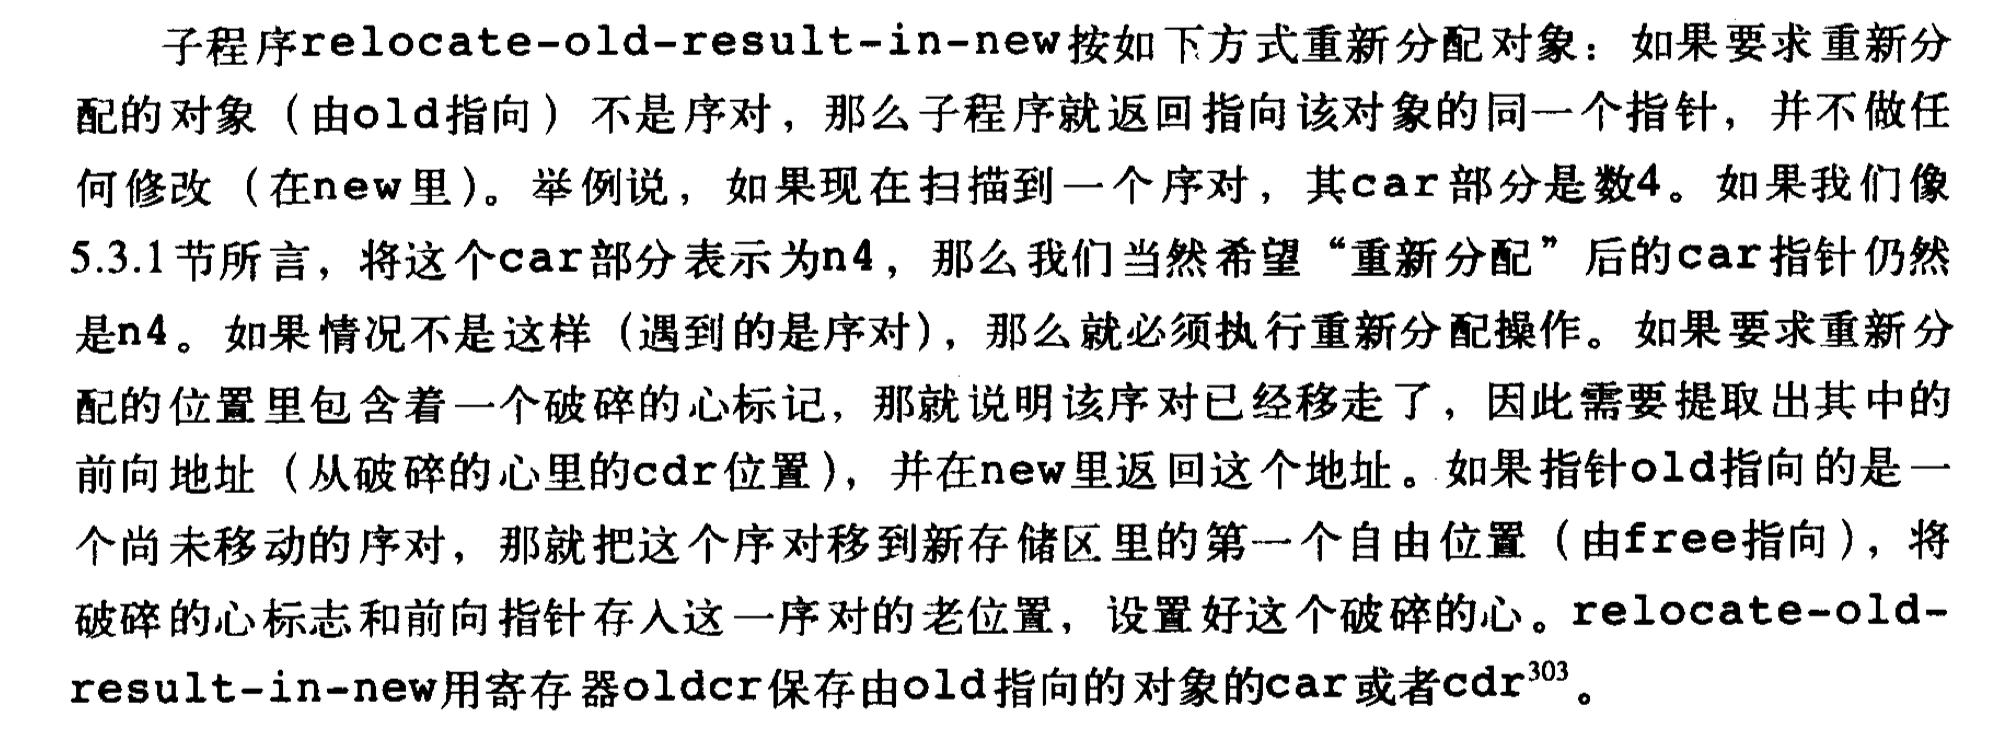 子程序relocate-old-result-in-new按如下方式重新分配对象：如果要求重新分
配的对象（由old指向）不是序对，那么子程序就返回指向该对象的同一个指针，并不做任
何修改（在new里）。举例说，如果现在扫描到一个序对，其car部分是数4。如果我们像
5.3.1节所言，将这个car部分表示为n4，那么我们当然希望“重新分配”后的car指针仍然
是n4。如果情况不是这样（遇到的是序对），那么就必须执行重新分配操作。如果要求重新分
配的位置里包含着一个破碎的心标记，那就说明该序对已经移走了，因此需要提取出其中的
前向地址（从破碎的心里的cdr位置），并在new里返回这个地址。如果指针old指向的是一
个尚未移动的序对，那就把这个序对移到新存储区里的第一个自由位置（由free指向），将
破碎的心标志和前向指针存入这一序对的老位置，设置好这个破碎的心。relocate-old-
result-in-new用寄存器oldcr保存由old指向的对象的car或者cdr303。